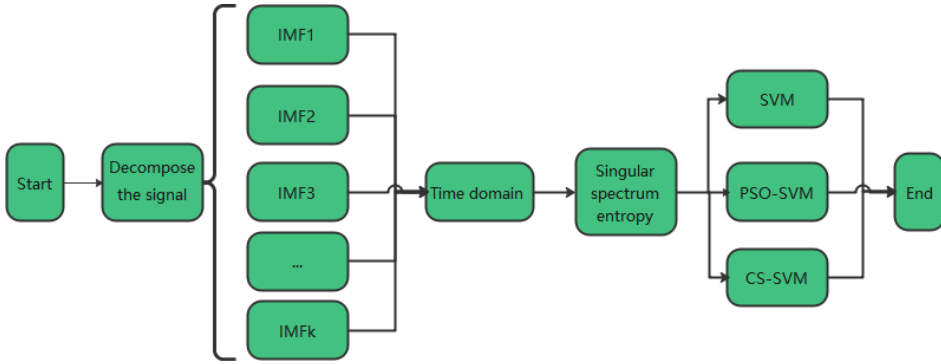 Start
Decompose
the signal
IMF1
IMF2
IMF3
...
IMFk
Time domain
Singular
spectrum
entropy
SVM
PSO-SVM
CS-SVM
End